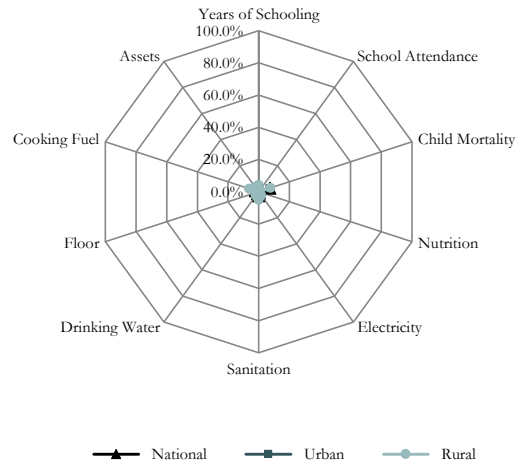 Years of Schooling
100.0%
Assets
School Attendance
80.0%
60.0%
40.0%
Cooking Fuel
Child Mortality
20.0%
0.0%
Floor
Nutrition
Drinking Water
Electricity
Sanitation
National Urban Rural